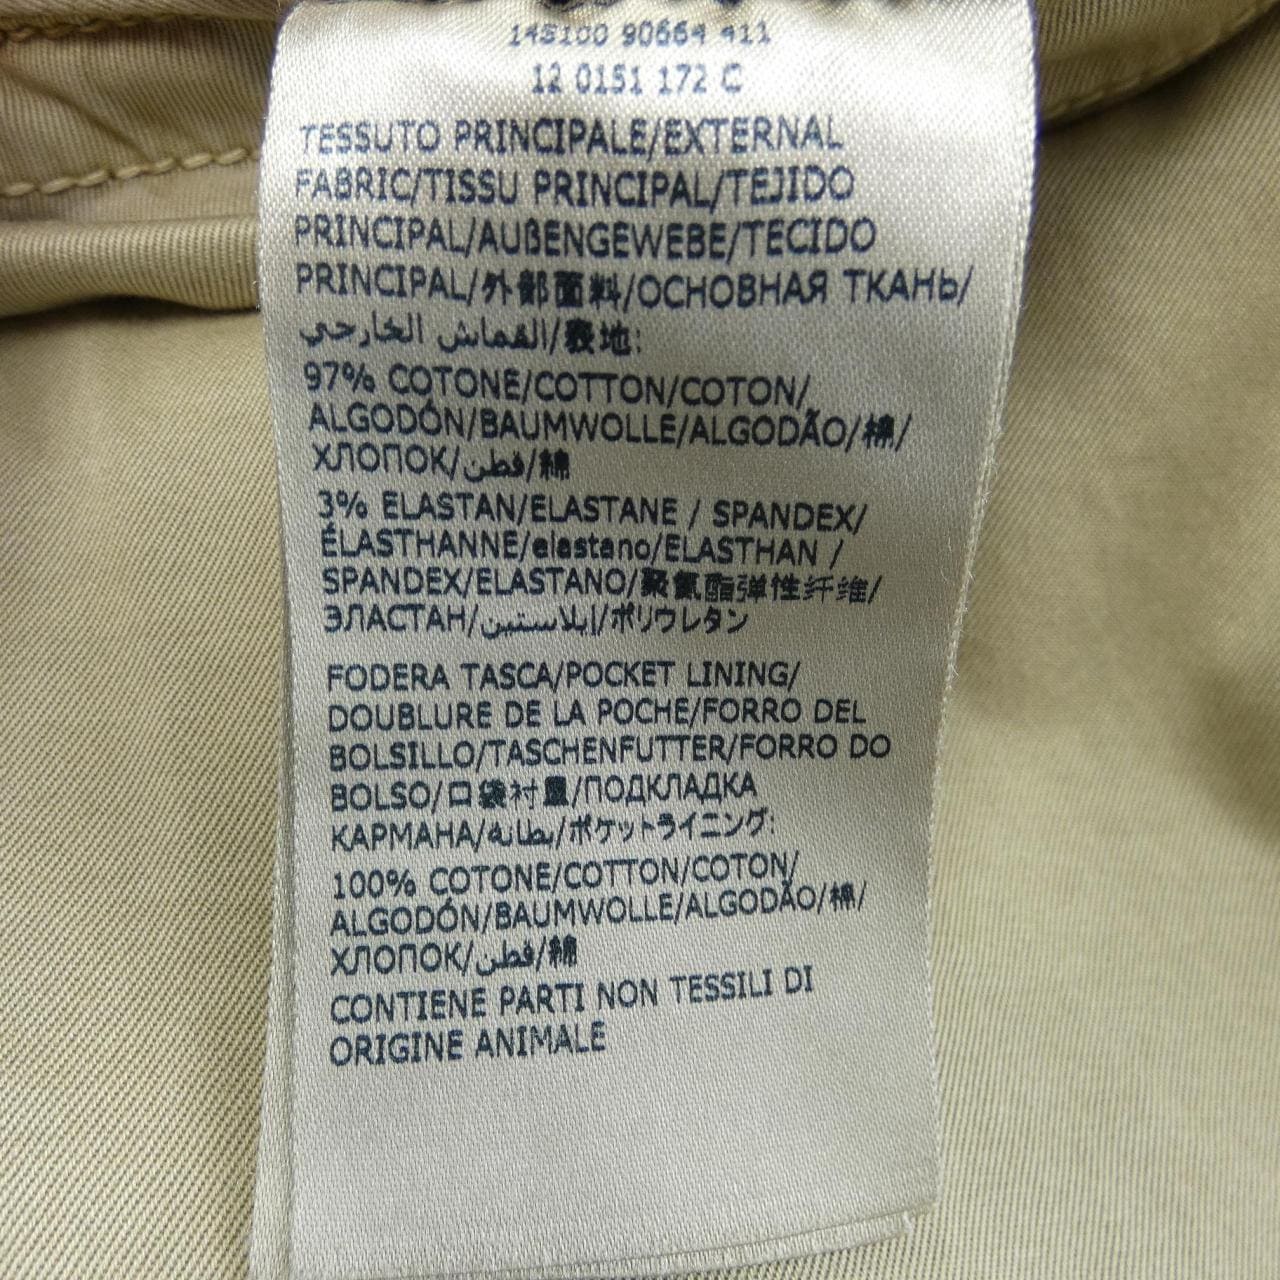 14S100 90664 411
12 0151 172 C
TESSUTO PRINCIPALE/EXTERNAL
FABRIC/TISSU PRINCIPAL/TEJIDO
PRINCIPAL/AUßENGEWEBE/TECIDO
PRINCIPAL/外部面料/ОСНОВНАЯ ТКАНЬ/
القماش الخارجي/表地:
97% COTONE/COTTON/COTON/
ALGODÓN/BAUMWOLLE/ALGODÃO/棉/
ХЛОПОК/قطن/綿
3% ELASTAN/ELASTANE / SPANDEX/
ÉLASTHANNE/elastano/ELASTHAN /
SPANDEX/ELASTANO/聚氨酯弹性纤维/
ЭЛАСТАН/إيلاستين/ポリウレタン
FODERA TASCA/POCKET LINING/
DOUBLURE DE LA POCHE/FORRO DEL
BOLSILLO/TASCHENFUTTER/FORRO DO
BOLSO/口袋衬里/ПОДКЛАДКА
КАРМАНА/بطانة/ポケットライニング:
100% COTONE/COTTON/COTON/
ALGODÓN/BAUMWOLLE/ALGODÃO/棉/
ХЛОПОК/قطن/綿
CONTIENE PARTI NON TESSILI DI
ORIGINE ANIMALE